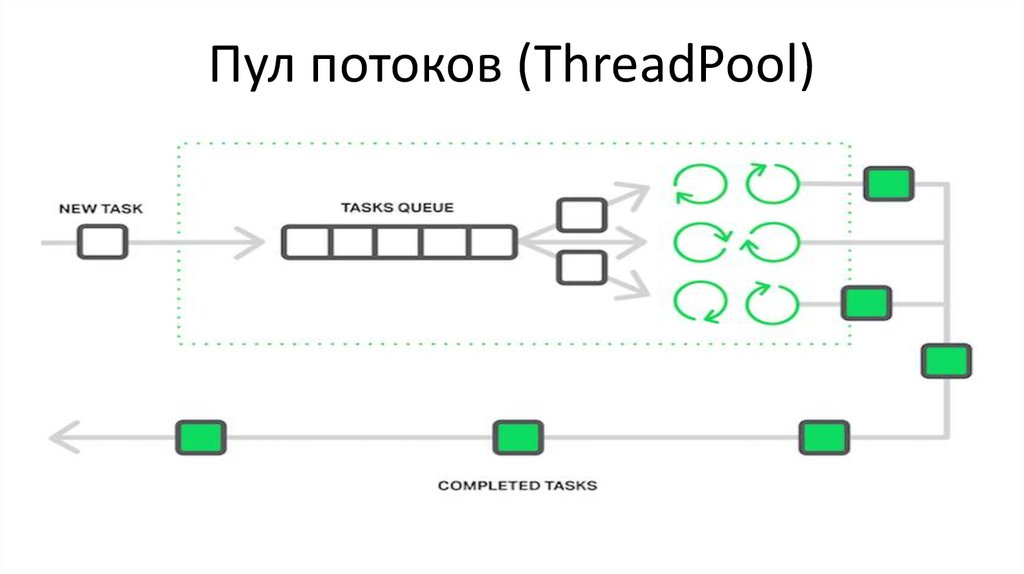 Пул потоков (ThreadPool)
NEW TASK
TASKS QUEUE
COMPLETED TASKS